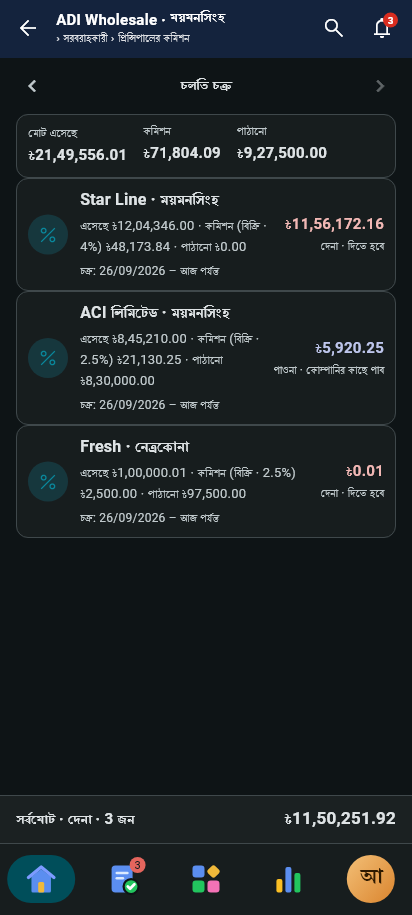 ADI Wholesale · ময়মনসিংহ
› সরবরাহকারী › প্রিন্সিপালের কমিশন
3
চলতি চক্র
মোট এসেছে
৳21,49,556.01
কমিশন
৳71,804.09
পাঠানো
৳9,27,500.00
Star Line · ময়মনসিংহ
এসেছে ৳12,04,346.00 · কমিশন (বিক্রি ·
4%) ৳48,173.84 · পাঠানো ৳0.00
চক্র: 26/09/2026 – আজ পর্যন্ত
৳11,56,172.16
দেনা · দিতে হবে
ACI লিমিটেড · ময়মনসিংহ
এসেছে ৳8,45,210.00 · কমিশন (বিক্রি ·
2.5%) ৳21,130.25 · পাঠানো
৳8,30,000.00
চক্র: 26/09/2026 – আজ পর্যন্ত
৳5,920.25
পাওনা · কোম্পানির কাছে পাব
Fresh · নেত্রকোনা
এসেছে ৳1,00,000.01 · কমিশন (বিক্রি · 2.5%)
৳2,500.00 · পাঠানো ৳97,500.00
চক্র: 26/09/2026 – আজ পর্যন্ত
৳0.01
দেনা · দিতে হবে
সর্বমোট · দেনা · 3 জন
৳11,50,251.92
3
আ